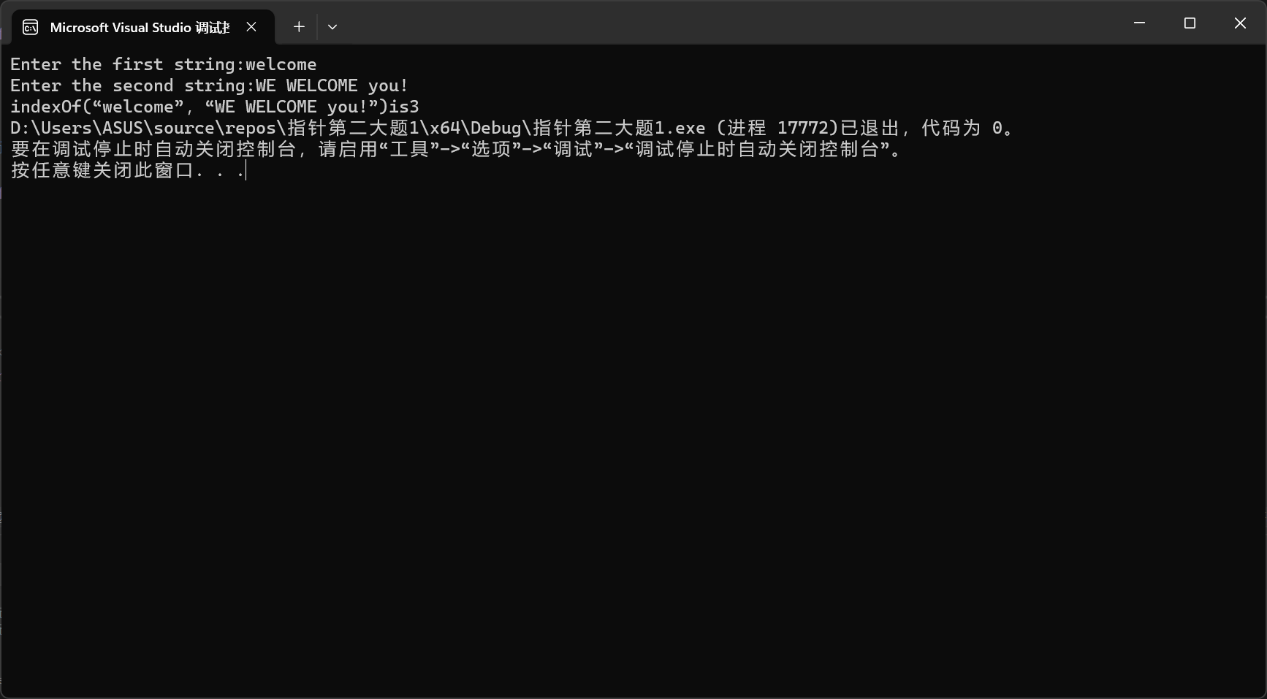 Microsoft Visual Studio 调试
Enter the first string:welcome
Enter the second string:WE WELCOME you!
indexOf(“welcome”, “WE WELCOME you!”)is3
D:\Users\ASUS\source\repos\指针第二大题1\x64\Debug\指针第二大题1.exe (进程 17772)已退出，代码为 0。
要在调试停止时自动关闭控制台，请启用“工具”->“选项”->“调试”->“调试停止时自动关闭控制台”。
按任意键关闭此窗口. . .